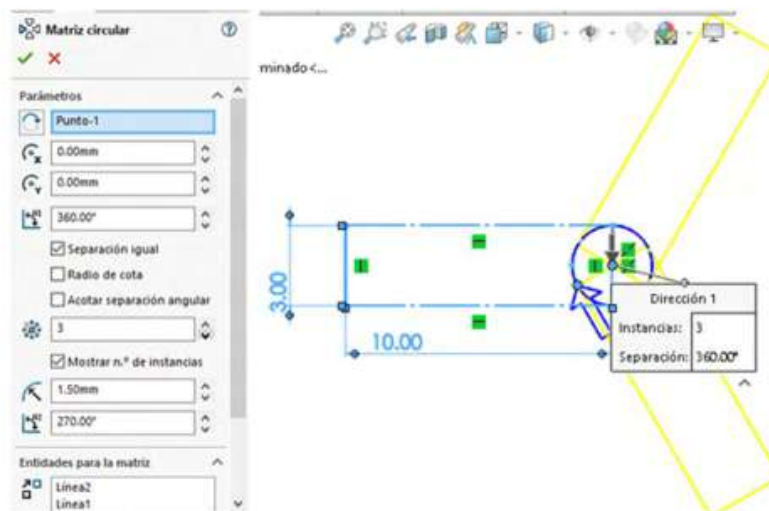 Matriz circular
minado<...
Parámetros
Punto-1
0.00mm
0.00mm
360.00°
Separación igual
Radio de cota
Acotar separación angular
3
Mostrar n.º de instancias
1.50mm
270.00°
Entidades para la matriz
Línea2
Línea1
3.00
10.00
Dirección 1
Instancias: 3
Separación: 360.00°